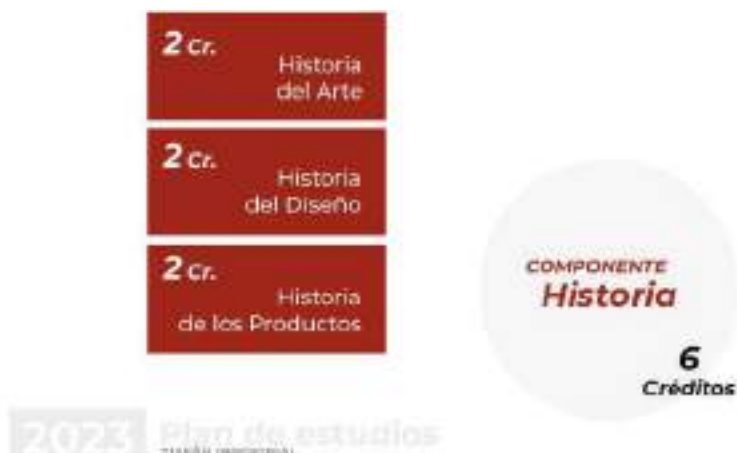 2 Cr.
Historia
del Arte
2 Cr.
Historia
del Diseño
2 Cr.
Historia
de los Productos
COMPONENTE
Historia
6
Créditos
2023 Plan de estudios